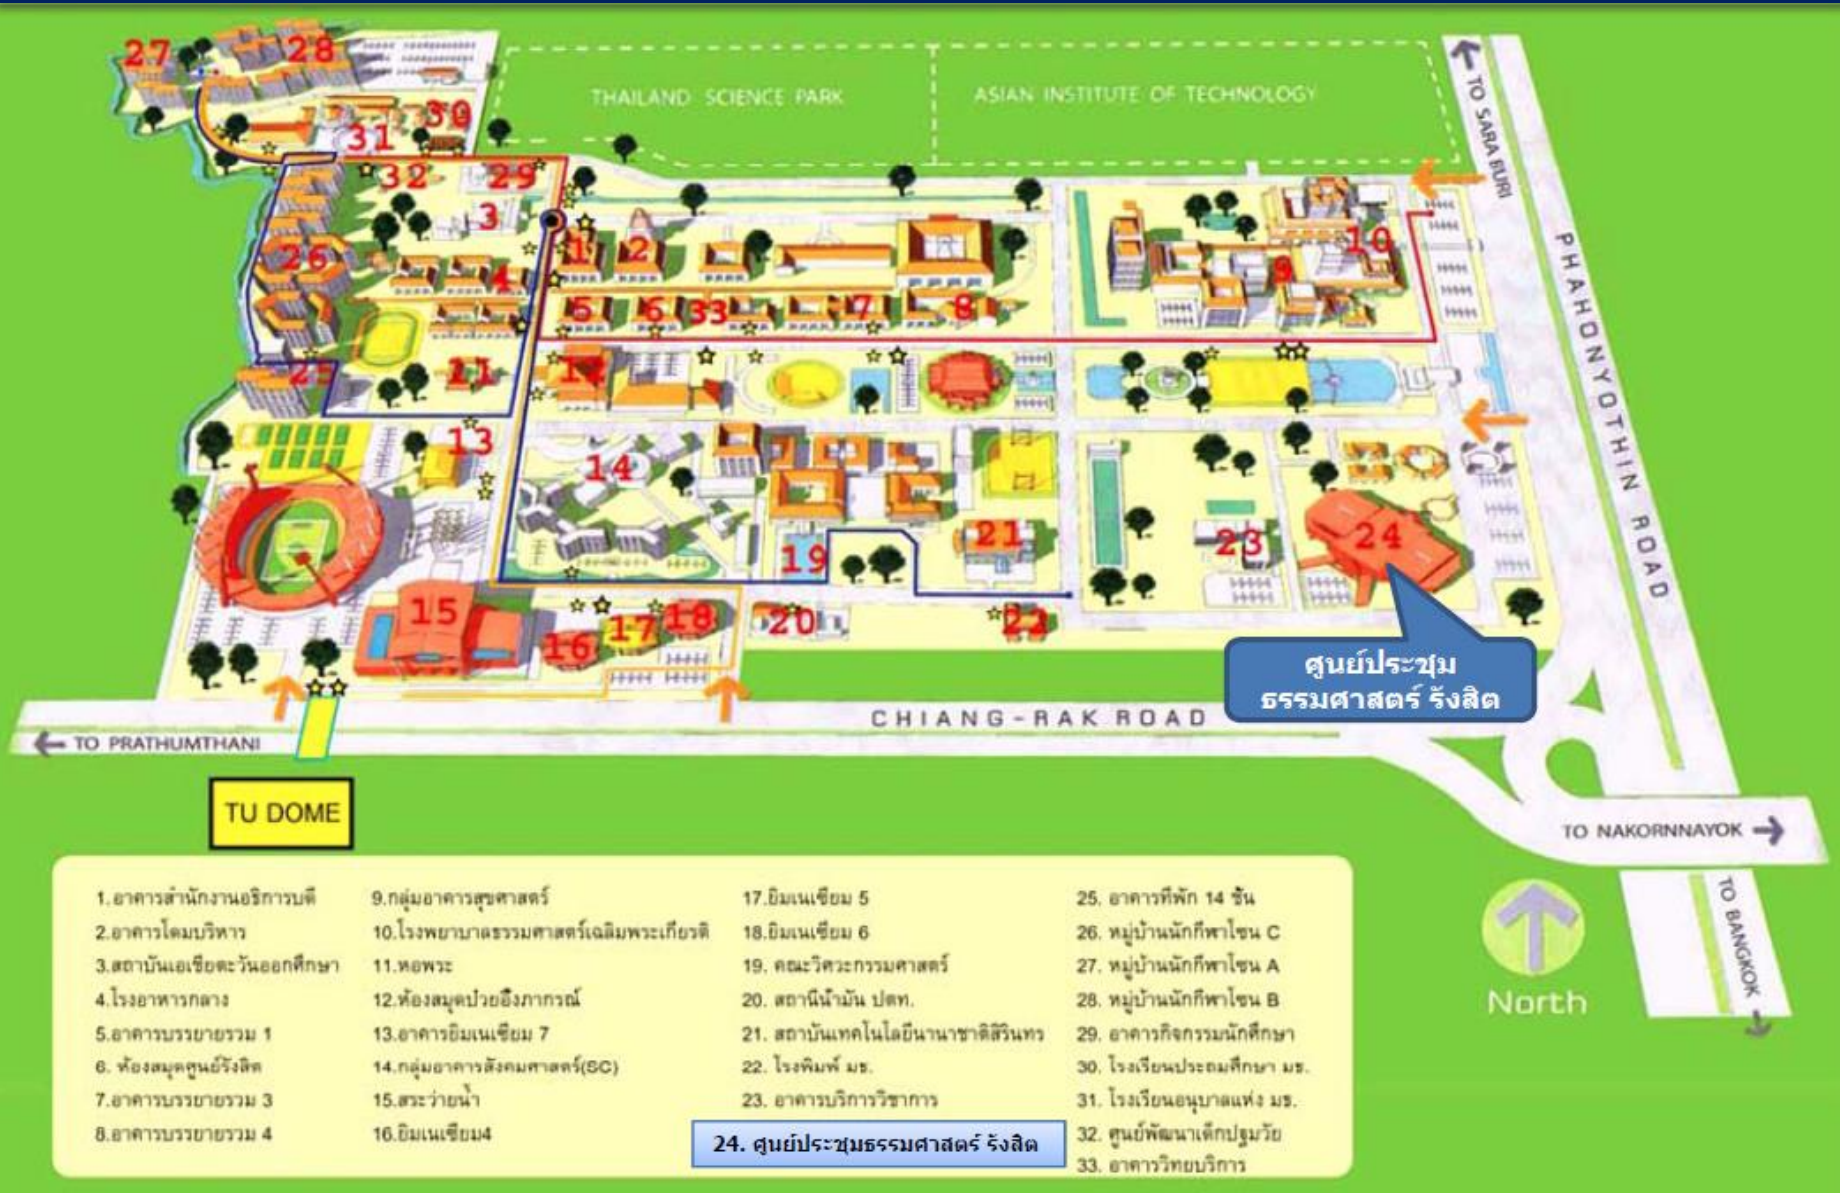 27
28
30
31
32
29
3
26
4
25
11
1
2
5
6
33
7
8
9
10
12
13
14
15
16
17
18
19
20
21
22
23
24
THAILAND SCIENCE PARK
ASIAN INSTITUTE OF TECHNOLOGY
TO SARA BURI
PHAHONYOTHIN ROAD
ศูนย์ประชุม
ธรรมศาสตร์ รังสิต
CHIANG-RAK ROAD
TO PRATHUMTHANI
TU DOME
TO NAKORNNAYOK
TO BANGKOK
North
1.อาคารสำนักงานอธิการบดี
2.อาคารโดมบริหาร
3.สถาบันเอเชียตะวันออกศึกษา
4.โรงอาหารกลาง
5.อาคารบรรยายรวม 1
6. ห้องสมุดศูนย์รังสิต
7.อาคารบรรยายรวม 3
8.อาคารบรรยายรวม 4
9.กลุ่มอาคารสุขศาสตร์
10.โรงพยาบาลธรรมศาสตร์เฉลิมพระเกียรติ
11.หอพระ
12.ห้องสมุดป๋วยอึ๊งภากรณ์
13.อาคารยิมเนเซียม 7
14.กลุ่มอาคารสังคมศาสตร์(SC)
15.สระว่ายน้ำ
16.ยิมเนเซียม4
17.ยิมเนเซียม 5
18.ยิมเนเซียม 6
19. คณะวิศวะกรรมศาสตร์
20. สถานีน้ำมัน ปตท.
21. สถาบันเทคโนโลยีนานาชาติสิรินทร
22. โรงพิมพ์ มธ.
23. อาคารบริการวิชาการ
24. ศูนย์ประชุมธรรมศาสตร์ รังสิต
25. อาคารที่พัก 14 ชั้น
26. หมู่บ้านนักกีฬาโซน C
27. หมู่บ้านนักกีฬาโซน A
28. หมู่บ้านนักกีฬาโซน B
29. อาคารกิจกรรมนักศึกษา
30. โรงเรียนประถมศึกษา มธ.
31. โรงเรียนอนุบาลแห่ง มธ.
32. ศูนย์พัฒนาเด็กปฐมวัย
33. อาคารวิทยบริการ